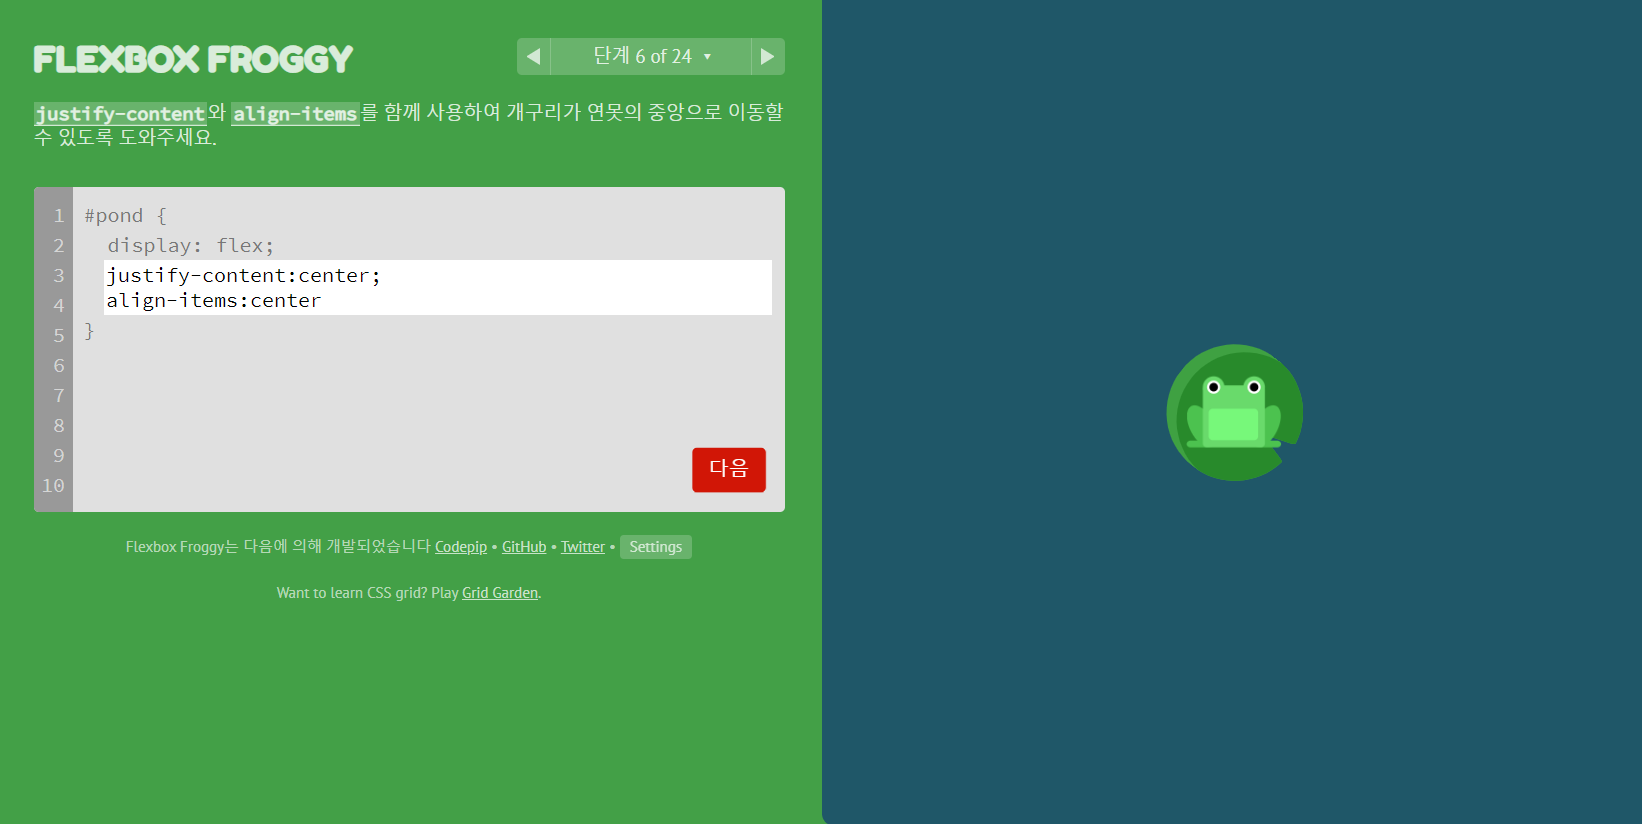 FLEXBOX FROGGY
단계 6 of 24 ▼
justify-content와 align-items를 함께 사용하여 개구리가 연못의 중앙으로 이동할
수 있도록 도와주세요.
1 #pond {
2 display: flex;
3 justify-content:center;
4 align-items:center
5 }
6
7
8
9
10
다음
Flexbox Froggy는 다음에 의해 개발되었습니다 Codepip • GitHub • Twitter • Settings
Want to learn CSS grid? Play Grid Garden.